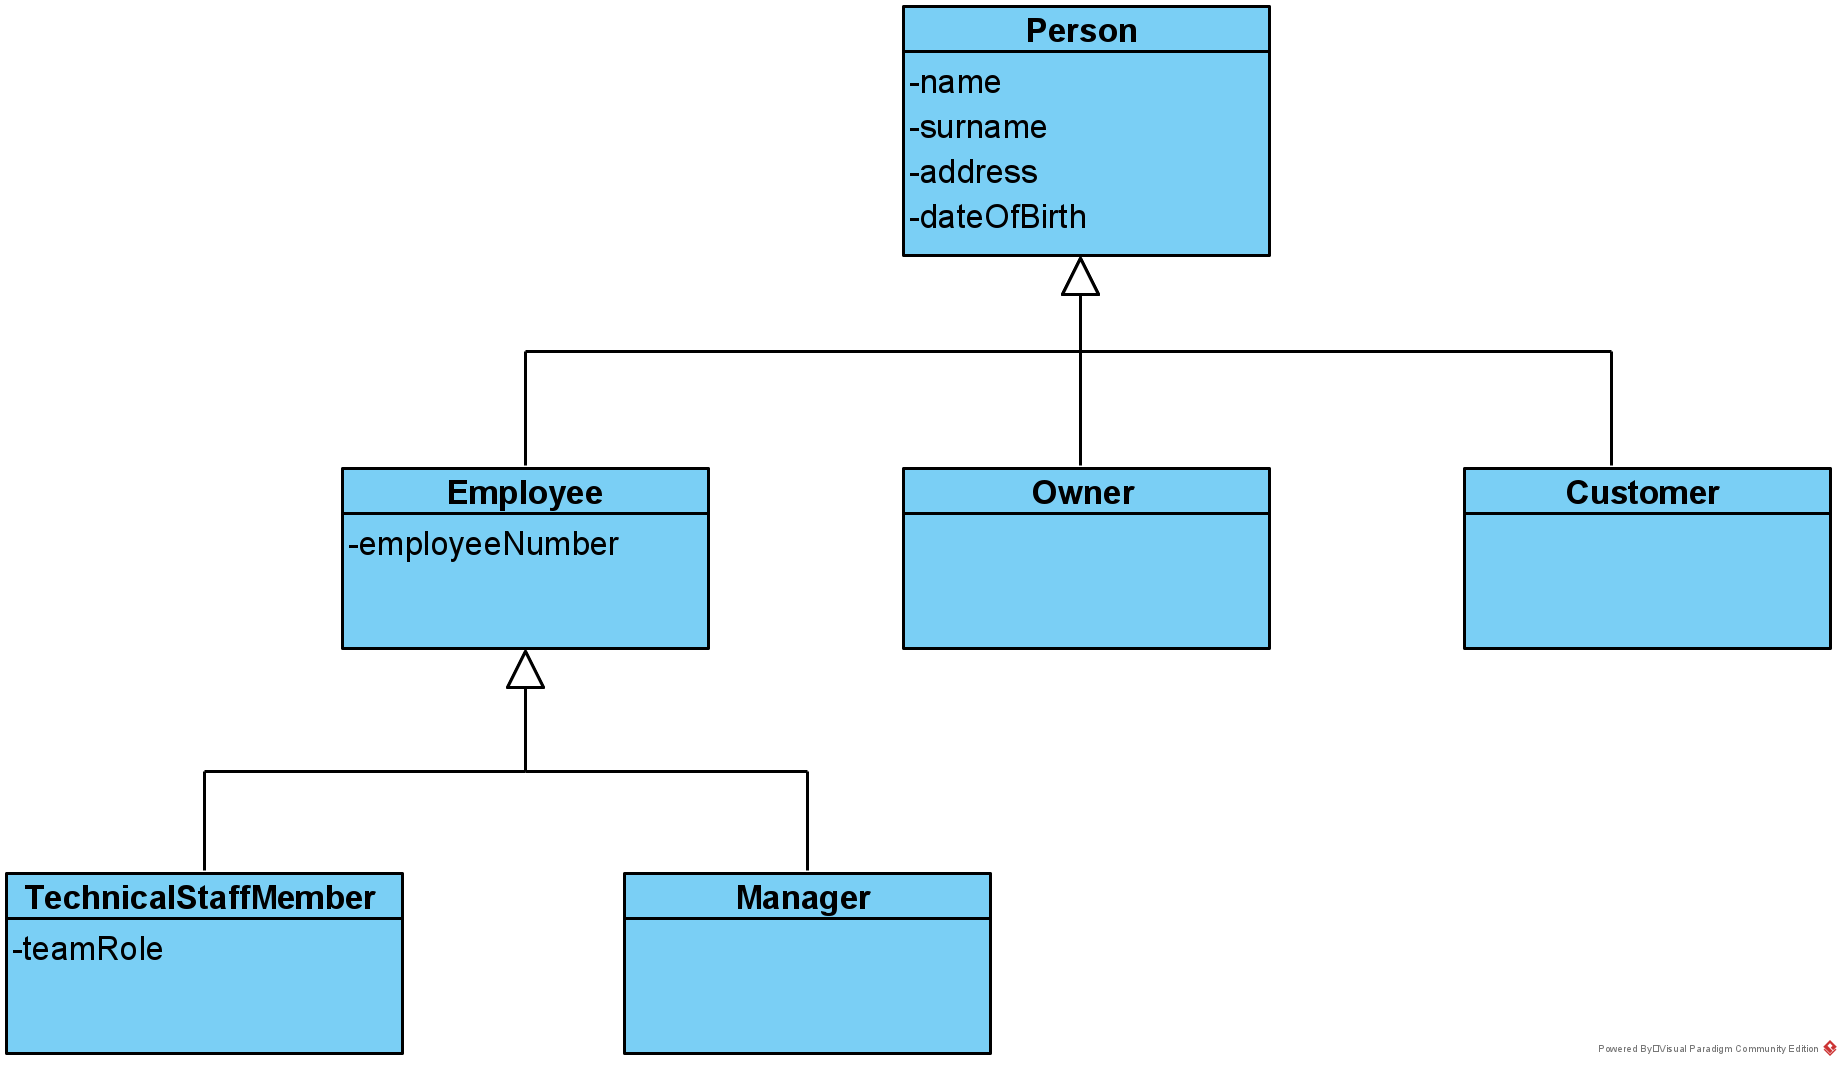 Person
-name
-surname
-address
-dateOfBirth
Employee
-employeeNumber
Owner
Customer
TechnicalStaffMember
-teamRole
Manager
Powered By□Visual Paradigm Community Edition